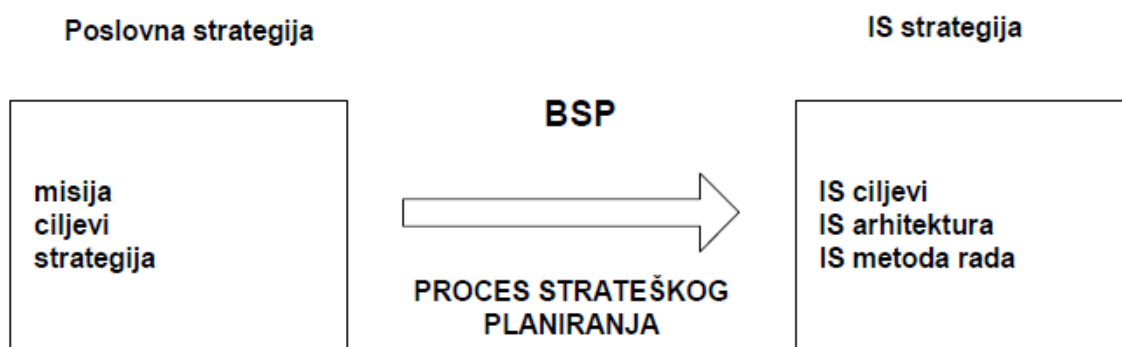 Poslovna strategija
IS strategija
BSP
misija
ciljevi
strategija
IS ciljevi
IS arhitektura
IS metoda rada
PROCES STRATEŠKOG
PLANIRANJA